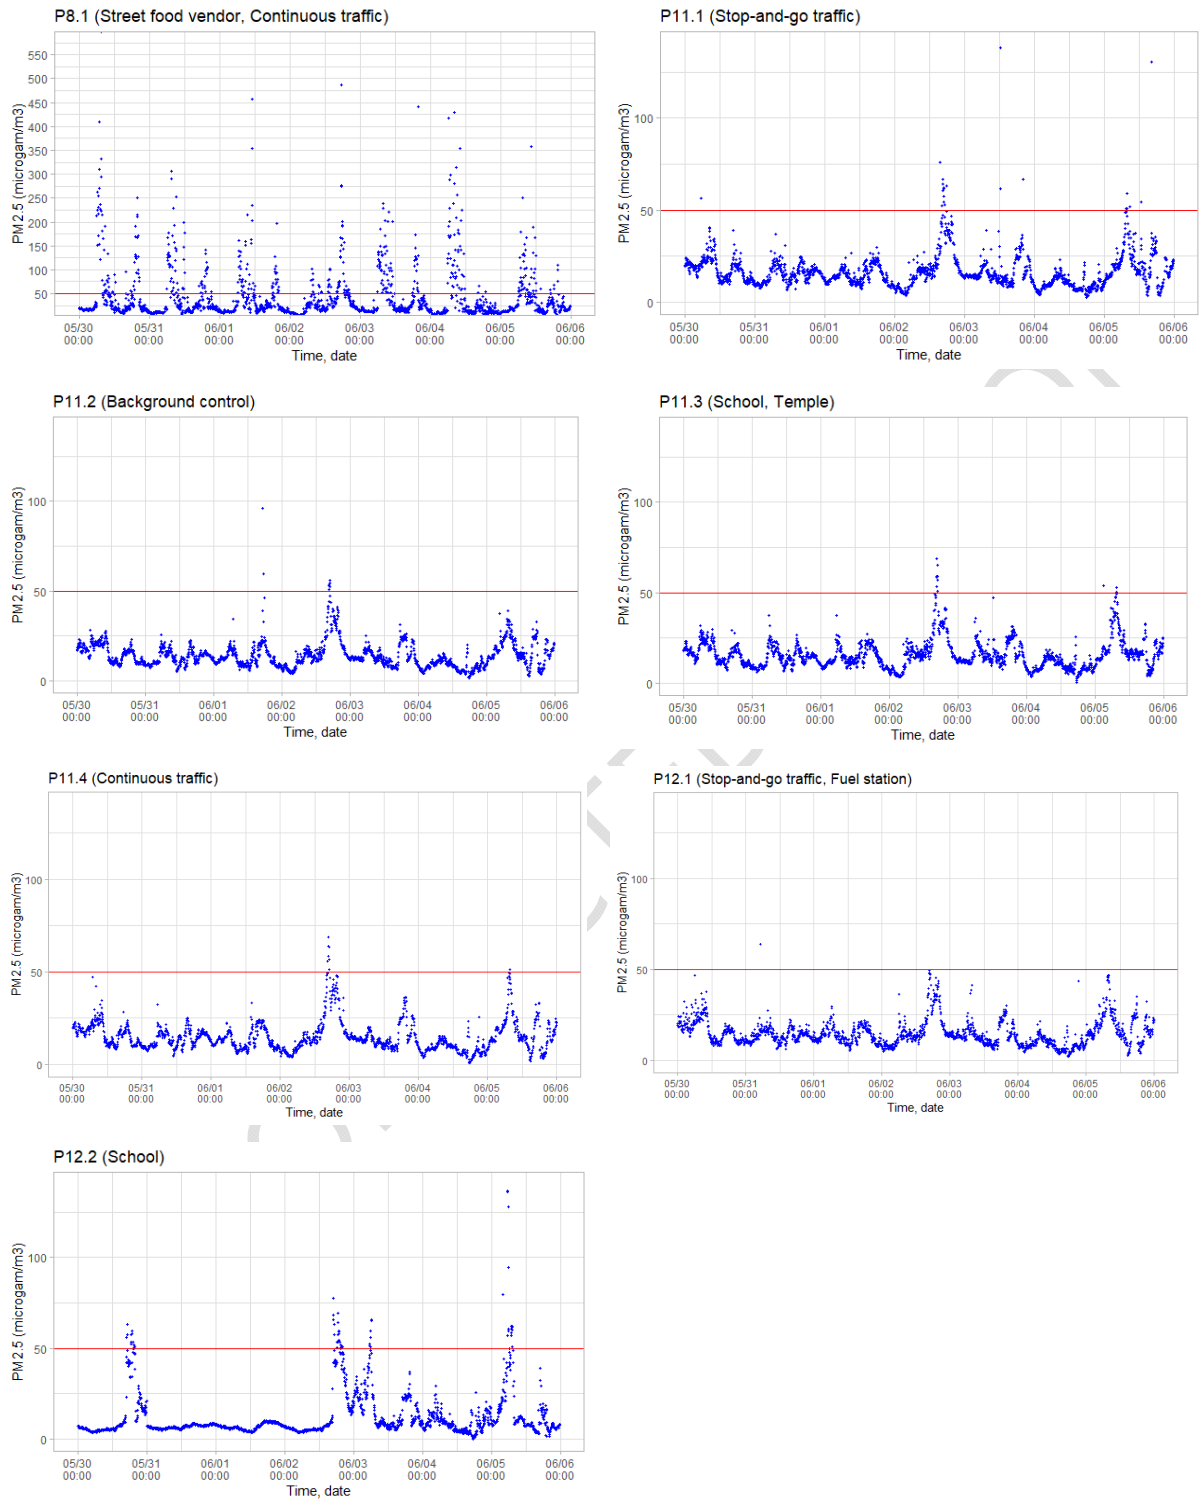 P8.1 (Street food vendor, Continuous traffic)
PM2.5 (microgam/m3)
550
500
450
400
350
300
250
200
150
100
50
05/30 05/31 06/01 06/02 06/03 06/04 06/05 06/06
00:00 00:00 00:00 00:00 00:00 00:00 00:00 00:00
Time, date
P11.1 (Stop-and-go traffic)
PM2.5 (microgam/m3)
100
50
0
05/30 05/31 06/01 06/02 06/03 06/04 06/05 06/06
00:00 00:00 00:00 00:00 00:00 00:00 00:00 00:00
Time, date
P11.2 (Background control)
PM2.5 (microgam/m3)
100
50
0
05/30 05/31 06/01 06/02 06/03 06/04 06/05 06/06
00:00 00:00 00:00 00:00 00:00 00:00 00:00 00:00
Time, date
P11.3 (School, Temple)
PM2.5 (microgam/m3)
100
50
0
05/30 05/31 06/01 06/02 06/03 06/04 06/05 06/06
00:00 00:00 00:00 00:00 00:00 00:00 00:00 00:00
Time, date
P11.4 (Continuous traffic)
PM2.5 (microgam/m3)
100
50
0
05/30 05/31 06/01 06/02 06/03 06/04 06/05 06/06
00:00 00:00 00:00 00:00 00:00 00:00 00:00 00:00
Time, date
P12.1 (Stop-and-go traffic, Fuel station)
PM2.5 (microgam/m3)
100
50
0
05/30 05/31 06/01 06/02 06/03 06/04 06/05 06/06
00:00 00:00 00:00 00:00 00:00 00:00 00:00 00:00
Time, date
P12.2 (School)
PM2.5 (microgam/m3)
100
50
0
05/30 05/31 06/01 06/02 06/03 06/04 06/05 06/06
00:00 00:00 00:00 00:00 00:00 00:00 00:00 00:00
Time, date